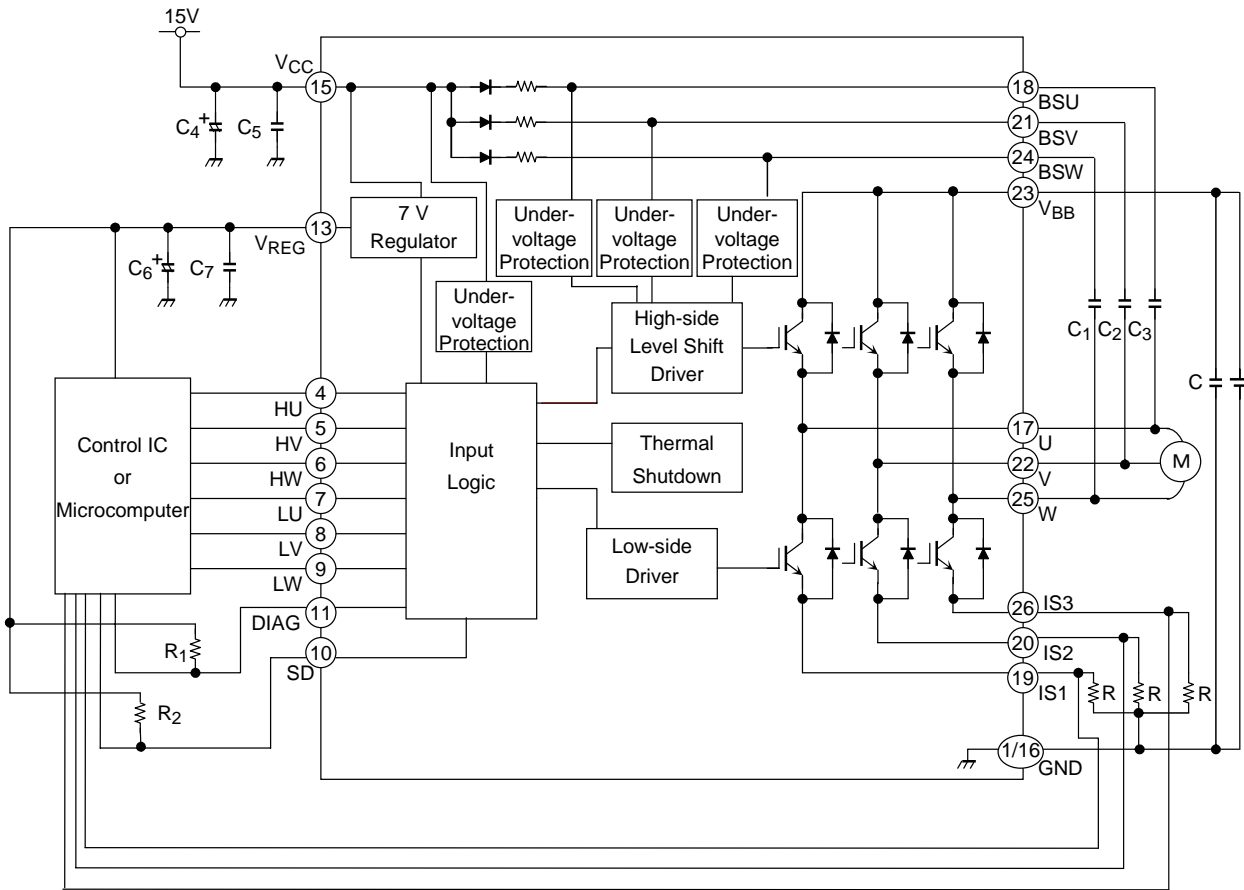 15V
VCC
15
C4
+
C5
18
BSU
21
BSV
24
BSW
23
VBB
7 V
Regulator
13
VREG
C6
+
C7
Under-
voltage
Protection
Under-
voltage
Protection
Under-
voltage
Protection
Under-
voltage
Protection
High-side
Level Shift
Driver
C1
C2
C3
C
Control IC
or
Microcomputer
4
HU
5
HV
6
HW
7
LU
8
LV
9
LW
11
DIAG
10
SD
Input
Logic
Thermal
Shutdown
Low-side
Driver
17
U
22
V
25
W
M
26
IS3
20
IS2
19
IS1
R
R
R
R1
R2
1/16
GND